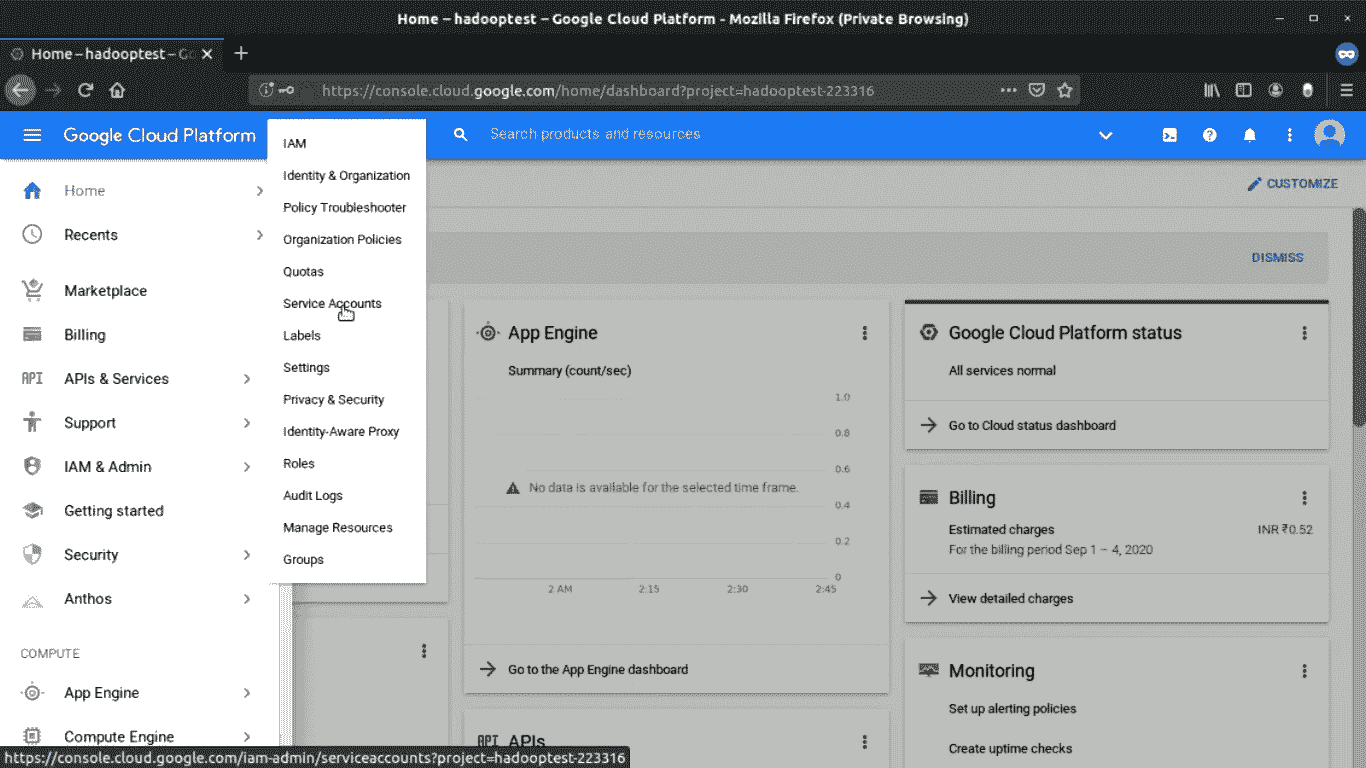 Home – hadooptest – Google Cloud Platform - Mozilla Firefox (Private Browsing)
Home – hadooptest – Go
https://console.cloud.google.com/home/dashboard?project=hadooptest-223316
Google Cloud Platform
Search products and resources
Home
Recents
Marketplace
Billing
API APIs & Services
Support
IAM & Admin
Getting started
Security
Anthos
COMPUTE
App Engine
Compute Engine
IAM
Identity & Organization
Policy Troubleshooter
Organization Policies
Quotas
Service Accounts
Labels
Settings
Privacy & Security
Identity-Aware Proxy
Roles
Audit Logs
Manage Resources
Groups
CUSTOMIZE
DISMISS
App Engine
Summary (count/sec)
1.0
0.8
0.6
No data is available for the selected time frame.
0.4
0.2
0
2 AM 2:15 2:30 2:45
Go to the App Engine dashboard
API APIs
Google Cloud Platform status
All services normal
Go to Cloud status dashboard
Billing
Estimated charges INR ₹0.52
For the billing period Sep 1 – 4, 2020
View detailed charges
Monitoring
Set up alerting policies
Create uptime checks
https://console.cloud.google.com/iam-admin/serviceaccounts?project=hadooptest-223316